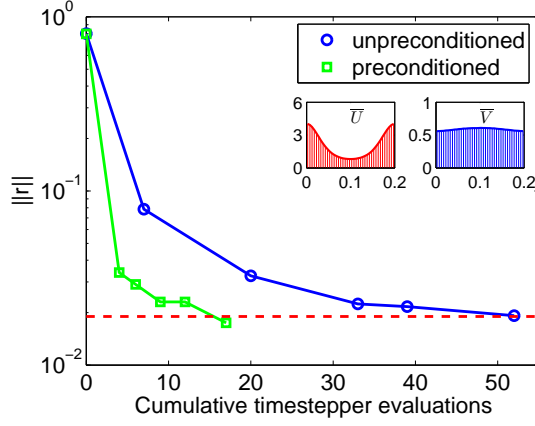 10^0
unpreconditioned
preconditioned
6
3
0
U̅
0 0.1 0.2
1
0.5
0
V̅
0 0.1 0.2
10^-1
||r||
10^-2
0 10 20 30 40 50
Cumulative timestepper evaluations